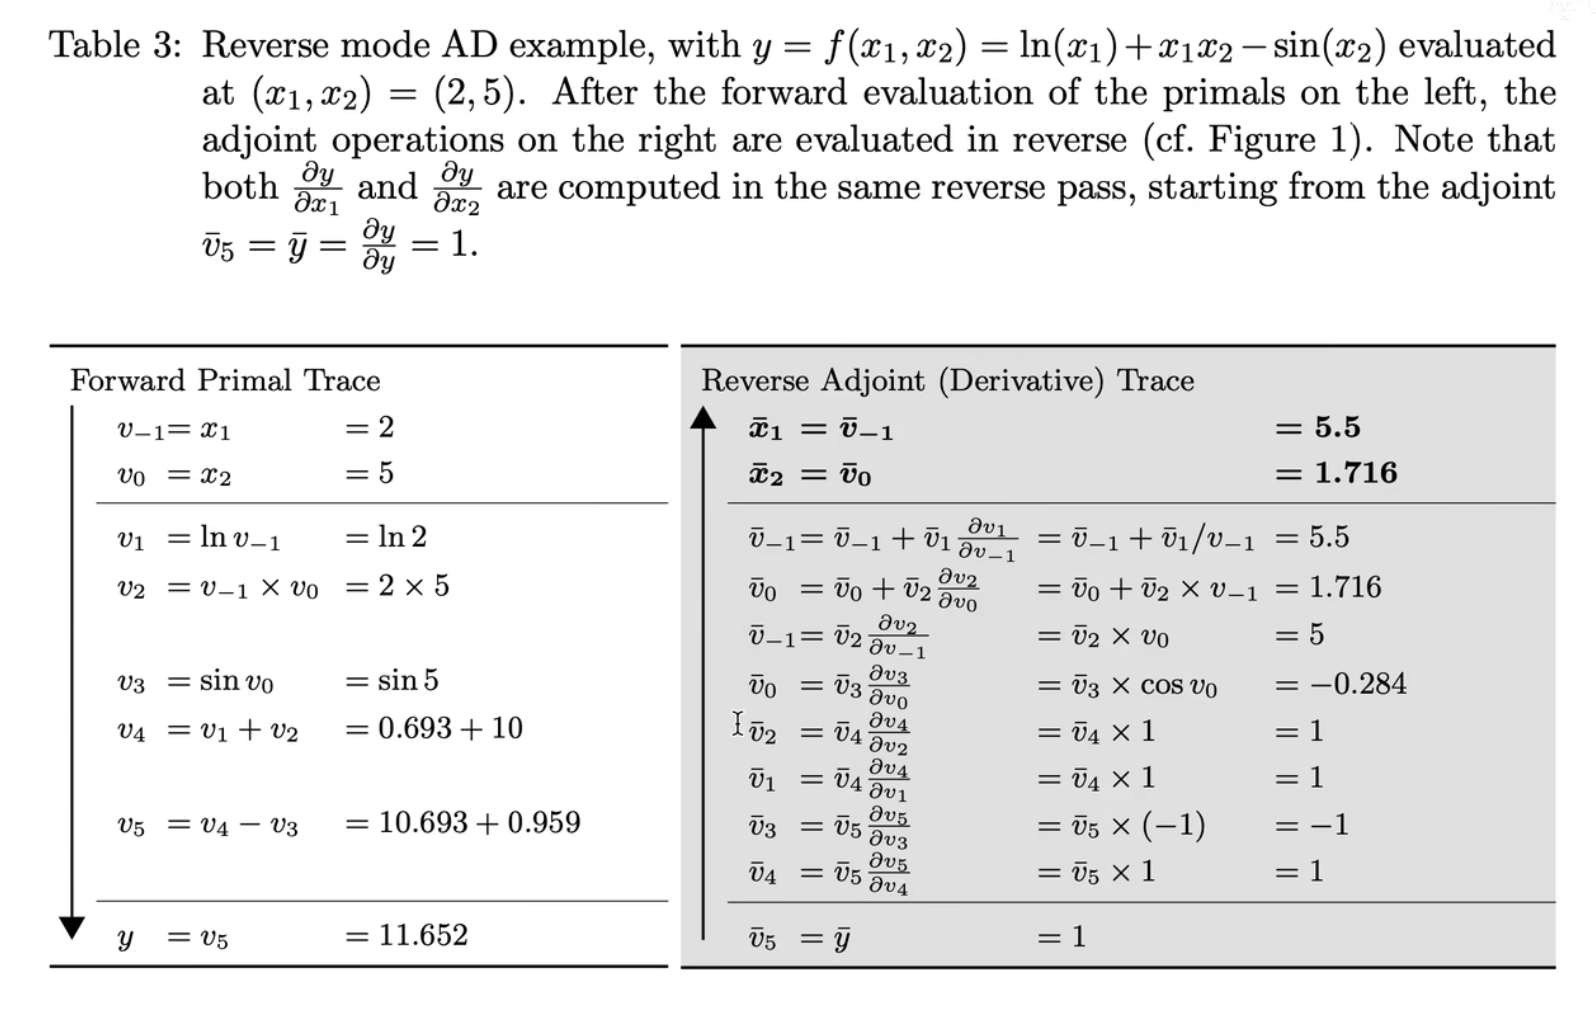 Table 3: Reverse mode AD example, with y = f(x₁, x₂) = ln(x₁) + x₁x₂ − sin(x₂) evaluated
at (x₁, x₂) = (2, 5). After the forward evaluation of the primals on the left, the
adjoint operations on the right are evaluated in reverse (cf. Figure 1). Note that
both ∂y/∂x₁ and ∂y/∂x₂ are computed in the same reverse pass, starting from the adjoint
v̄₅ = ȳ = ∂y/∂y = 1.
Forward Primal Trace
v₋₁ = x₁ = 2
v₀ = x₂ = 5
v₁ = ln v₋₁ = ln 2
v₂ = v₋₁ × v₀ = 2 × 5
v₃ = sin v₀ = sin 5
v₄ = v₁ + v₂ = 0.693 + 10
v₅ = v₄ − v₃ = 10.693 + 0.959
y = v₅ = 11.652
Reverse Adjoint (Derivative) Trace
x̄₁ = v̄₋₁ = 5.5
x̄₂ = v̄₀ = 1.716
v̄₋₁ = v̄₋₁ + v̄₁ ∂v₁/∂v₋₁ = v̄₋₁ + v̄₁/v₋₁ = 5.5
v̄₀ = v̄₀ + v̄₂ ∂v₂/∂v₀ = v̄₀ + v̄₂ × v₋₁ = 1.716
v̄₋₁ = v̄₂ ∂v₂/∂v₋₁ = v̄₂ × v₀ = 5
v̄₀ = v̄₃ ∂v₃/∂v₀ = v̄₃ × cos v₀ = −0.284
v̄₂ = v̄₄ ∂v₄/∂v₂ = v̄₄ × 1 = 1
v̄₁ = v̄₄ ∂v₄/∂v₁ = v̄₄ × 1 = 1
v̄₃ = v̄₅ ∂v₅/∂v₃ = v̄₅ × (−1) = −1
v̄₄ = v̄₅ ∂v₅/∂v₄ = v̄₅ × 1 = 1
v̄₅ = ȳ = 1